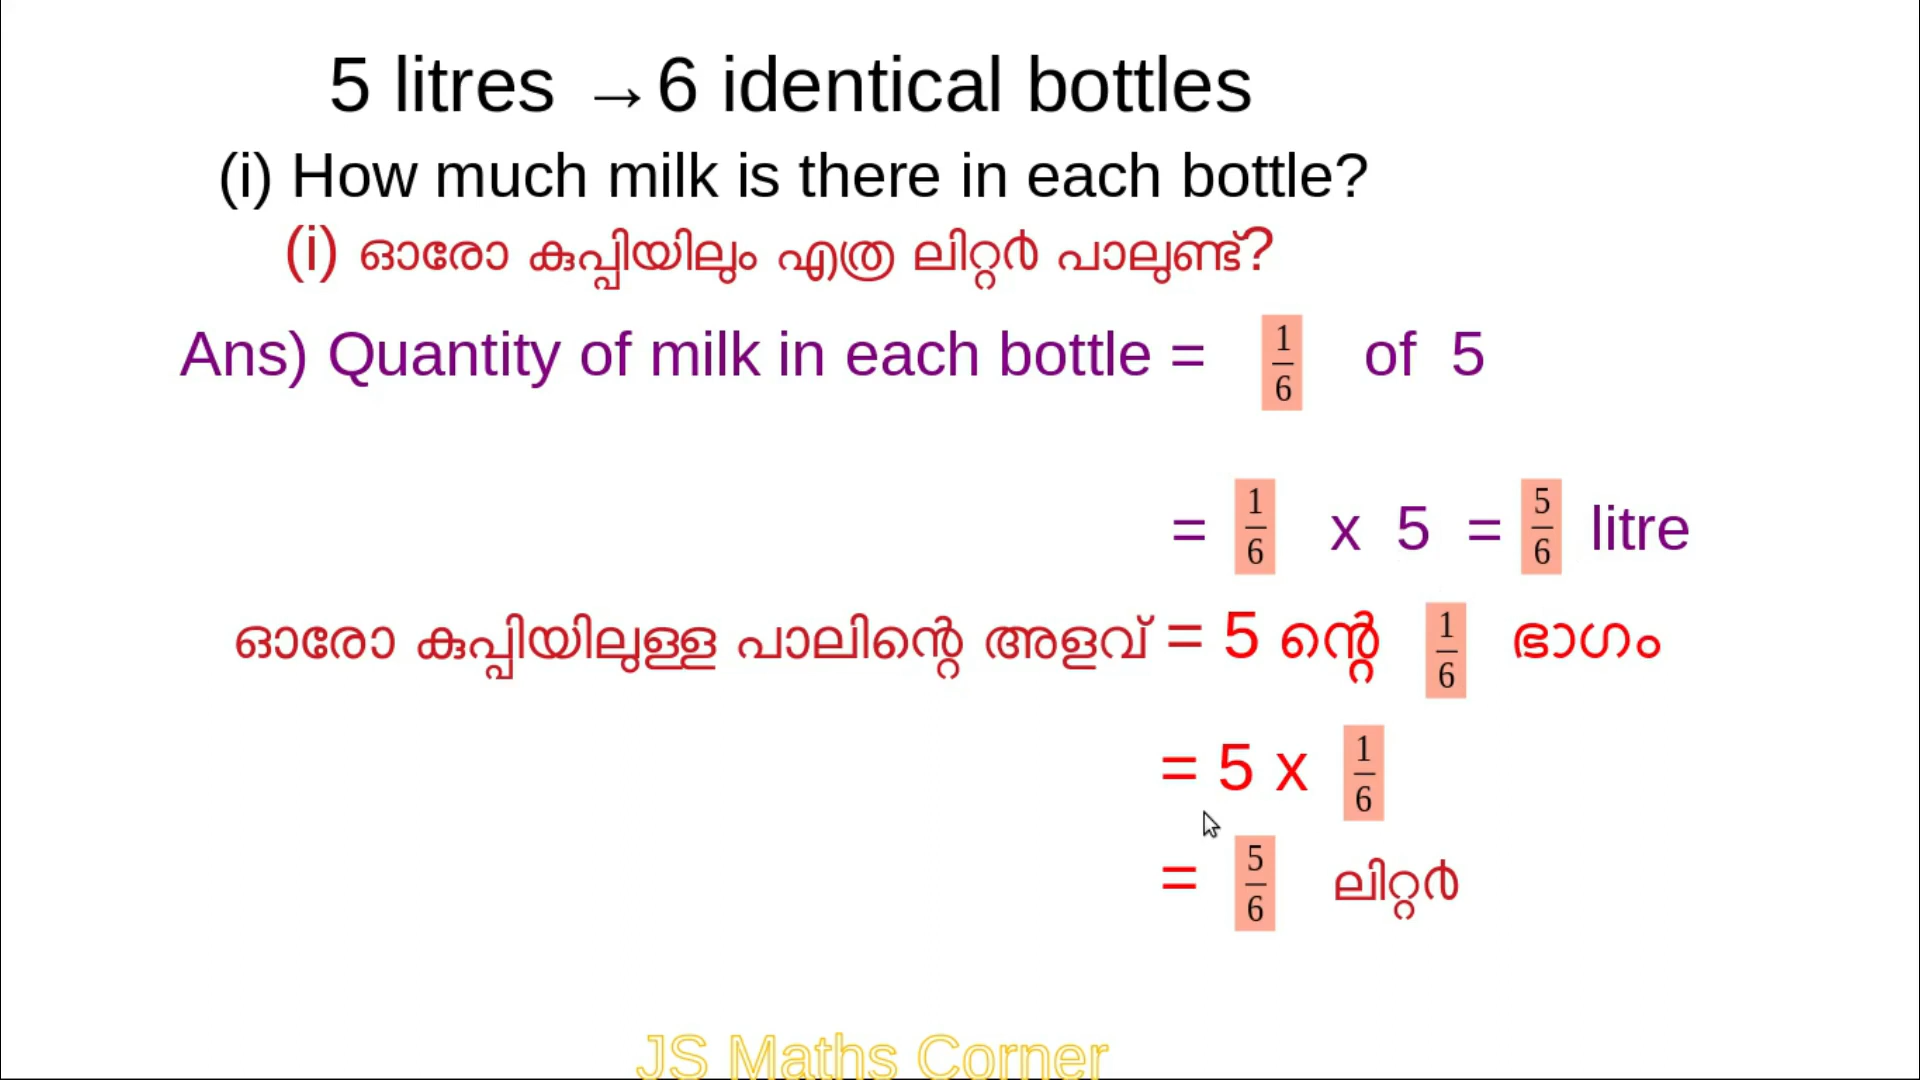 5 litres →6 identical bottles
(i) How much milk is there in each bottle?
(i) ഓരോ കുപ്പിയിലും എത്ര ലിറ്റർ പാലുണ്ട്?
Ans) Quantity of milk in each bottle = 1/6 of 5
= 1/6 x 5 = 5/6 litre
ഓരോ കുപ്പിയിലുള്ള പാലിന്റെ അളവ് = 5 ന്റെ 1/6 ഭാഗം
= 5 x 1/6
= 5/6 ലിറ്റർ
JS Maths Corner